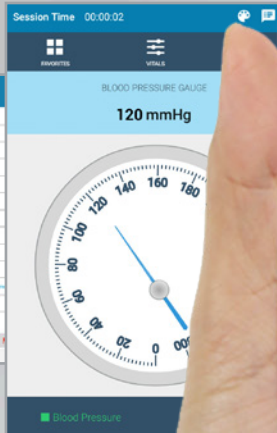 Session Time 00:00:02
FAVORITES VITALS
BLOOD PRESSURE GAUGE
120 mmHg
0 20 40 60 80 100 120 140 160 180
Blood Pressure